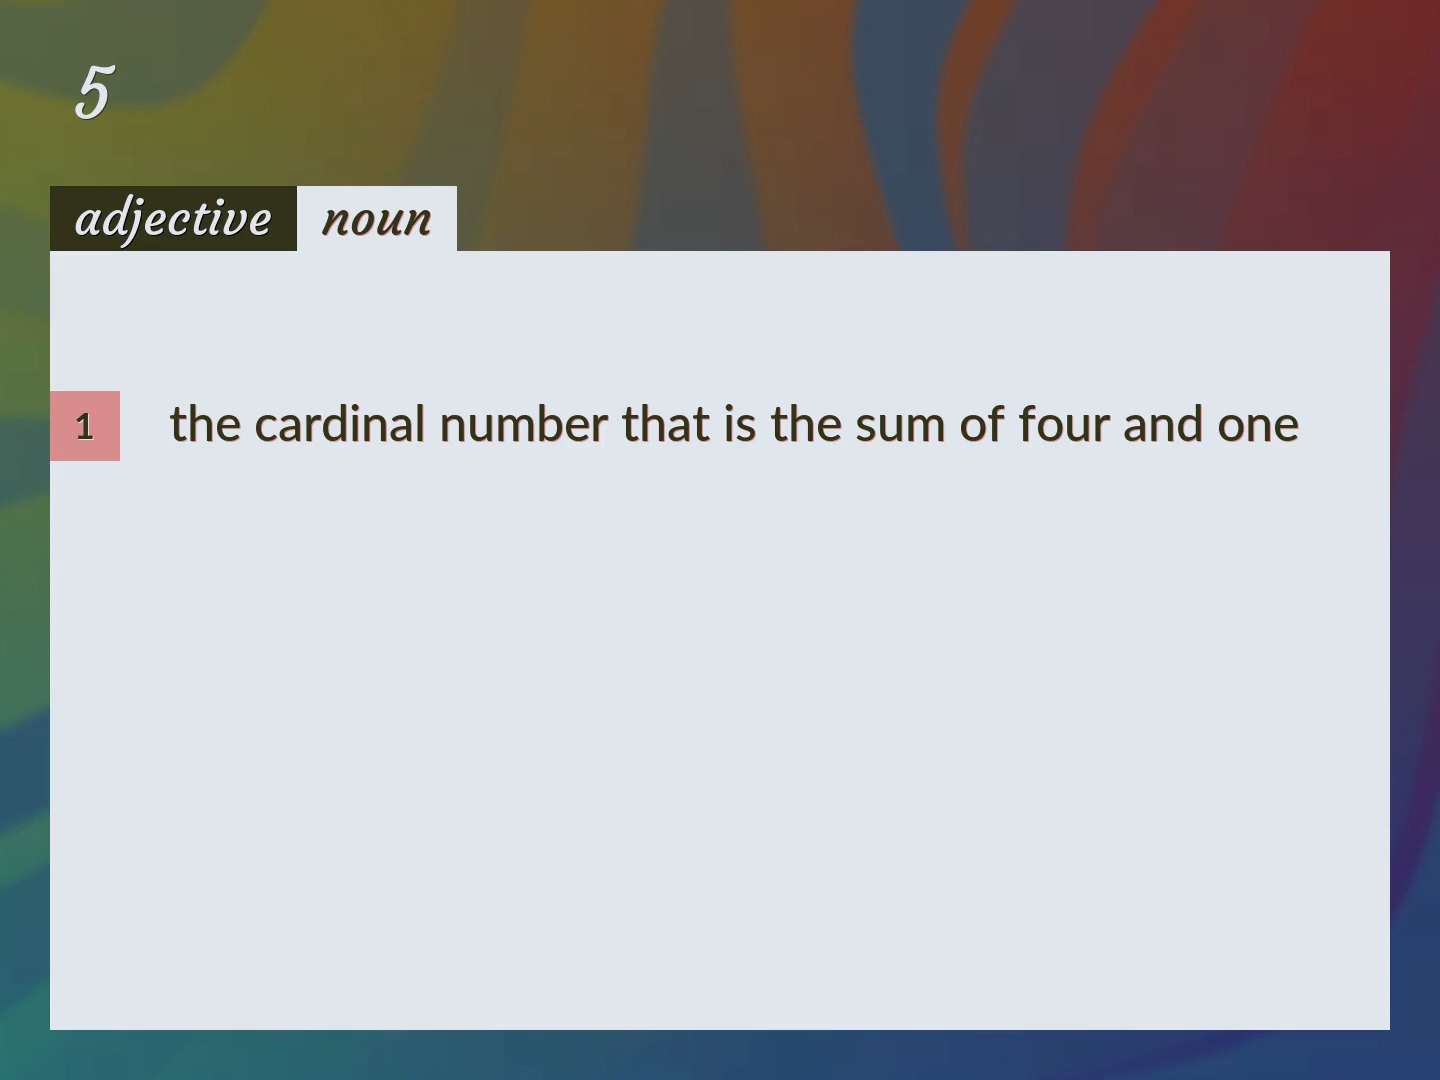 5
adjective noun
1 the cardinal number that is the sum of four and one